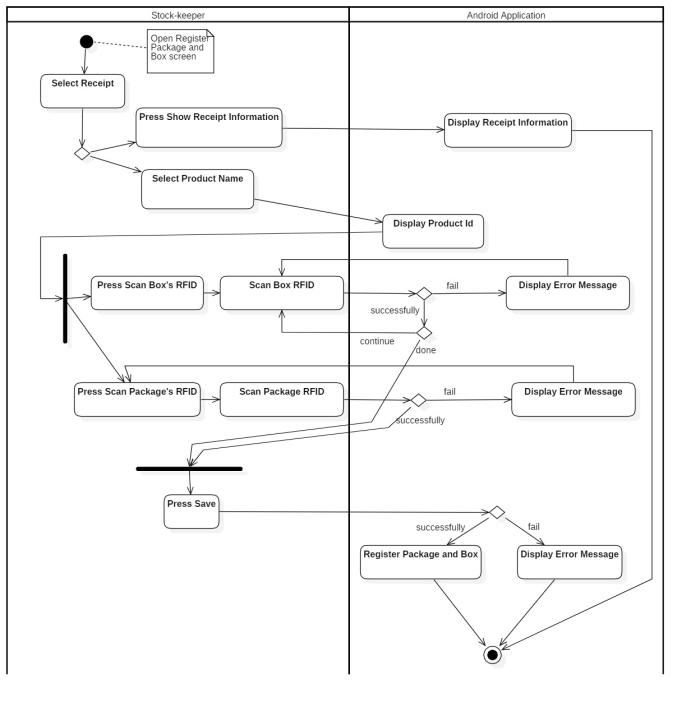 Stock-keeper
Android Application
Open Register
Package and
Box screen
Select Receipt
Press Show Receipt Information
Display Receipt Information
Select Product Name
Display Product Id
Press Scan Box's RFID
Scan Box RFID
fail
Display Error Message
successfully
continue
done
Press Scan Package's RFID
Scan Package RFID
fail
Display Error Message
successfully
Press Save
successfully
fail
Register Package and Box
Display Error Message